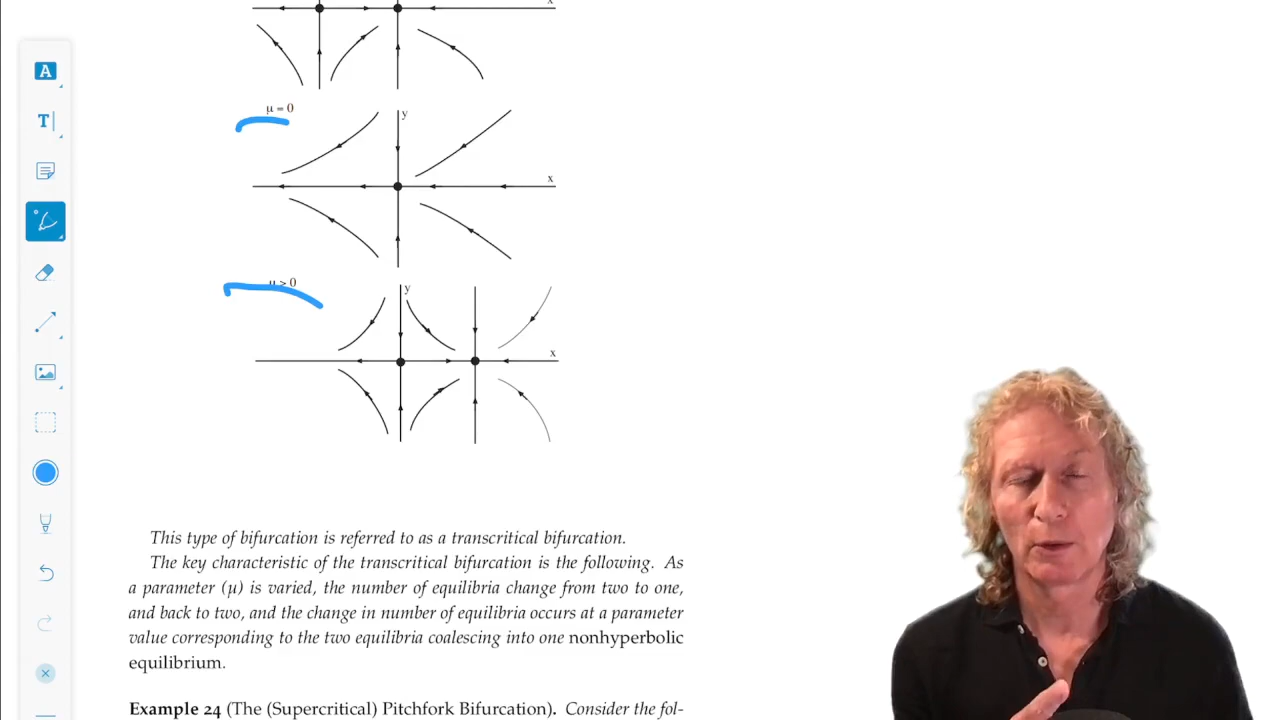 x
μ = 0
y
x
μ > 0
y
x
This type of bifurcation is referred to as a transcritical bifurcation.
The key characteristic of the transcritical bifurcation is the following. As
a parameter (μ) is varied, the number of equilibria change from two to one,
and back to two, and the change in number of equilibria occurs at a parameter
value corresponding to the two equilibria coalescing into one nonhyperbolic
equilibrium.
Example 24 (The (Supercritical) Pitchfork Bifurcation). Consider the fol-
A
T